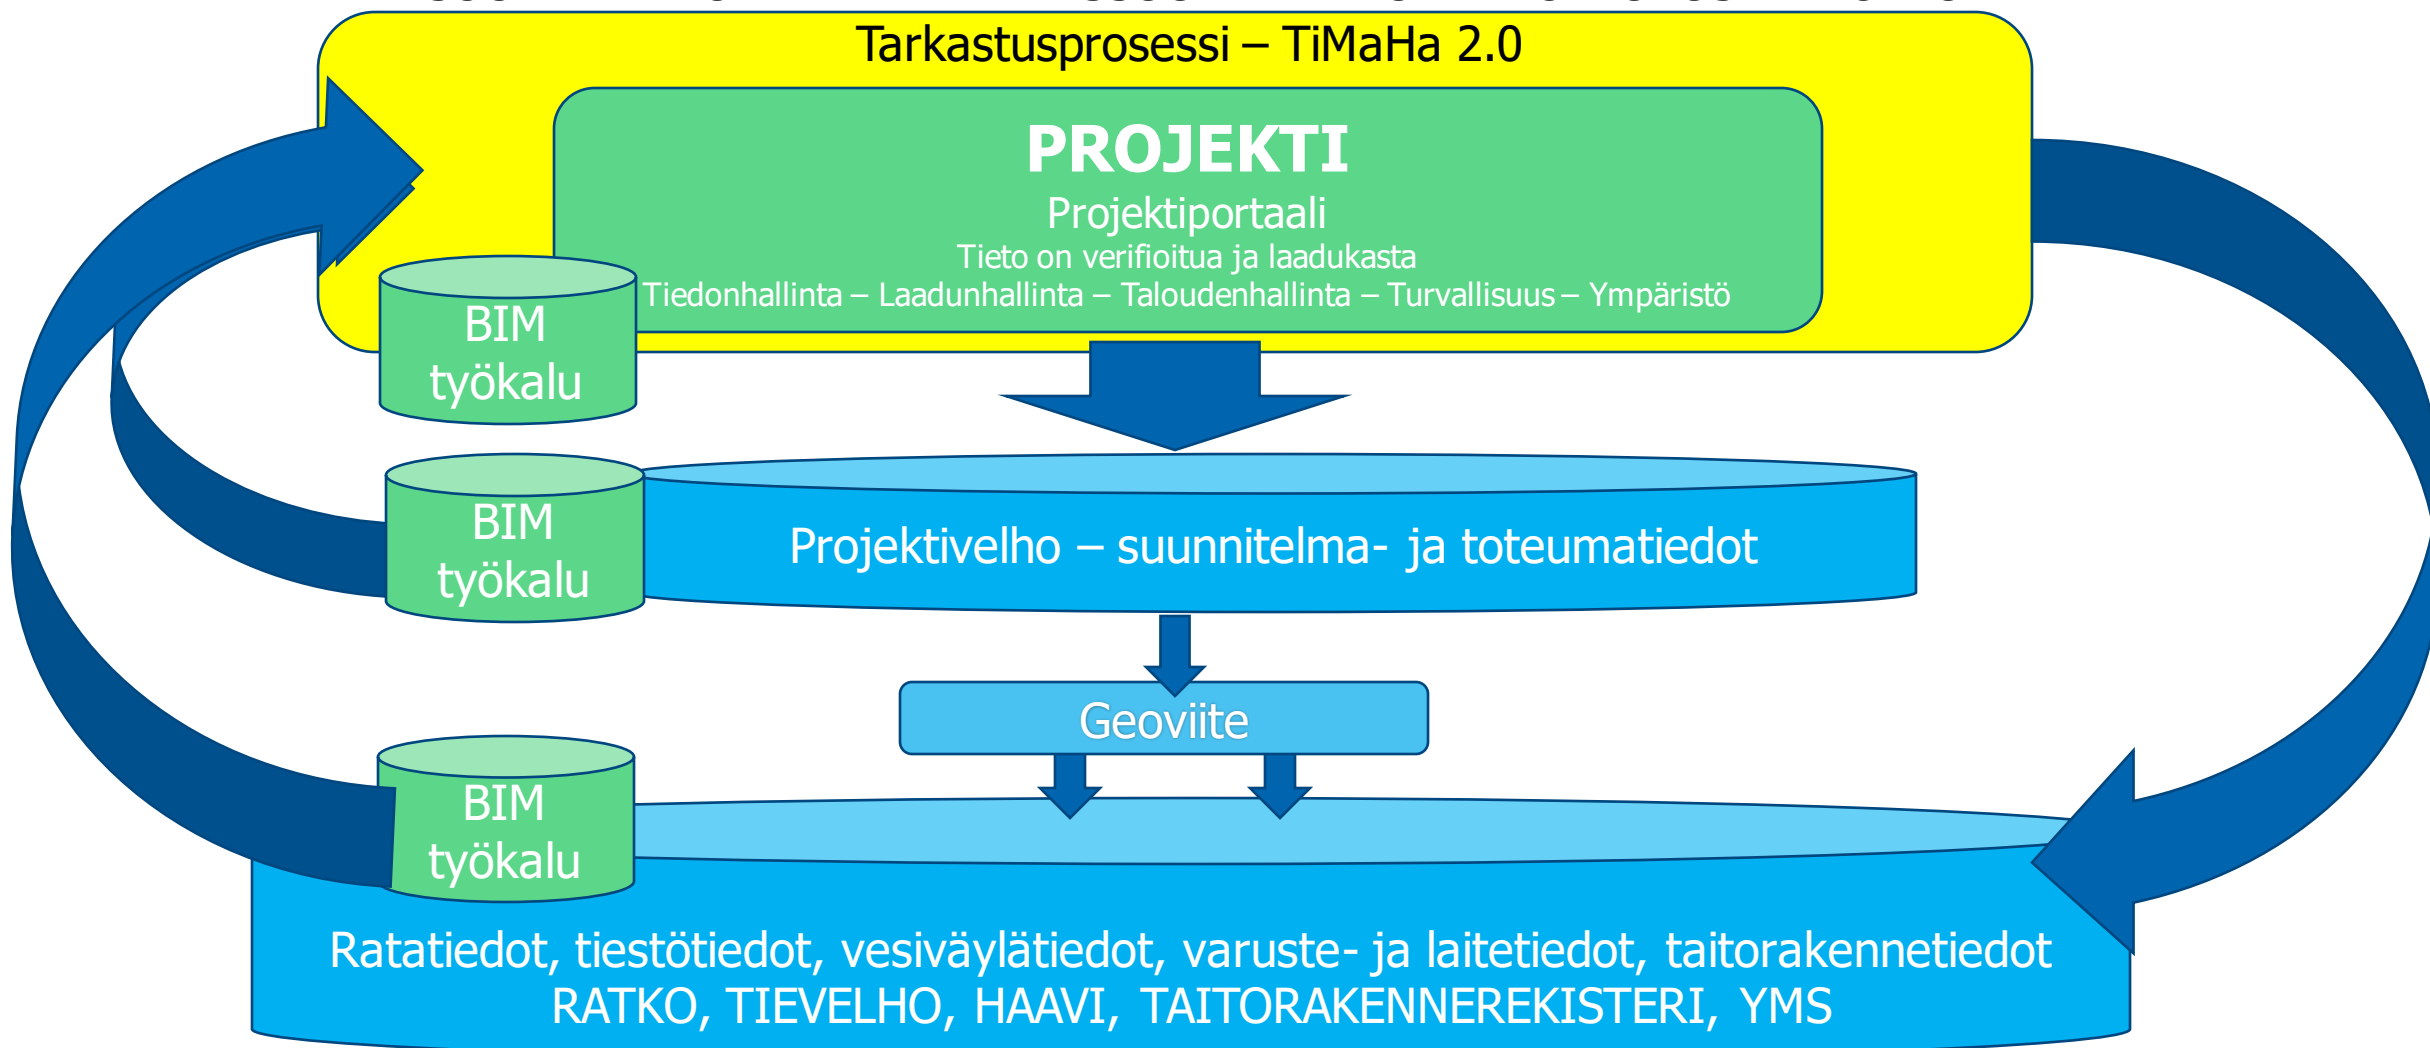 Tarkastusprosessi – TiMaHa 2.0
PROJEKTI
Projektiportaali
Tieto on verifioitua ja laadukasta
Tiedonhallinta – Laadunhallinta – Taloudenhallinta – Turvallisuus – Ympäristö
BIM
työkalu
BIM
työkalu
Projektivelho – suunnitelma- ja toteumatiedot
Geoviite
BIM
työkalu
Ratatiedot, tiestötiedot, vesiväylätiedot, varuste- ja laitetiedot, taitorakennetiedot
RATKO, TIEVELHO, HAAVI, TAITORAKENNEREKISTERI, YMS